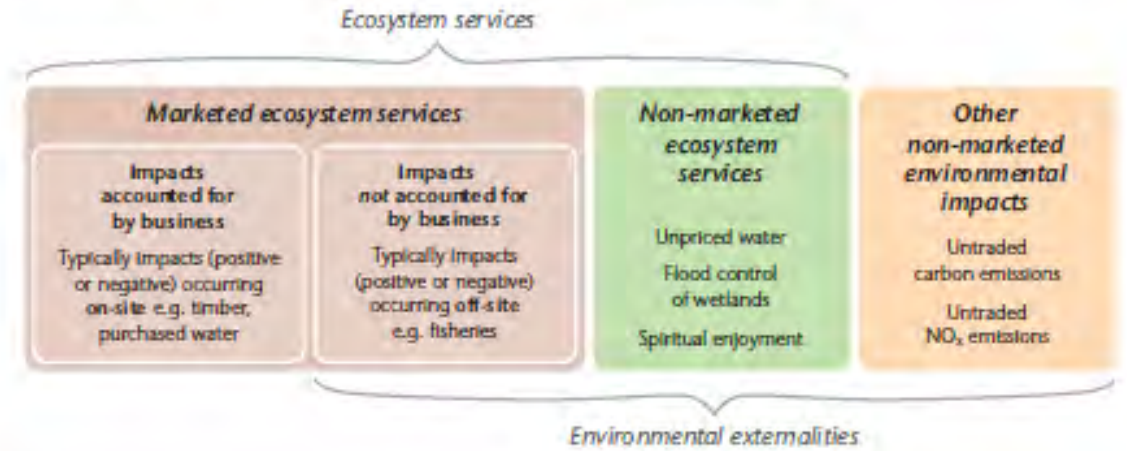 Ecosystem services
Marketed ecosystem services
Impacts
accounted for
by business
Typically impacts (positive
or negative) occurring
on-site e.g. timber,
purchased water
Impacts
not accounted for
by business
Typically impacts
(positive or negative)
occurring off-site
e.g. fisheries
Non-marketed
ecosystem
services
Unpriced water
Flood control
of wetlands
Spiritual enjoyment
Other
non-marketed
environmental
impacts
Untraded
carbon emissions
Untraded
NOₓ emissions
Environmental externalities